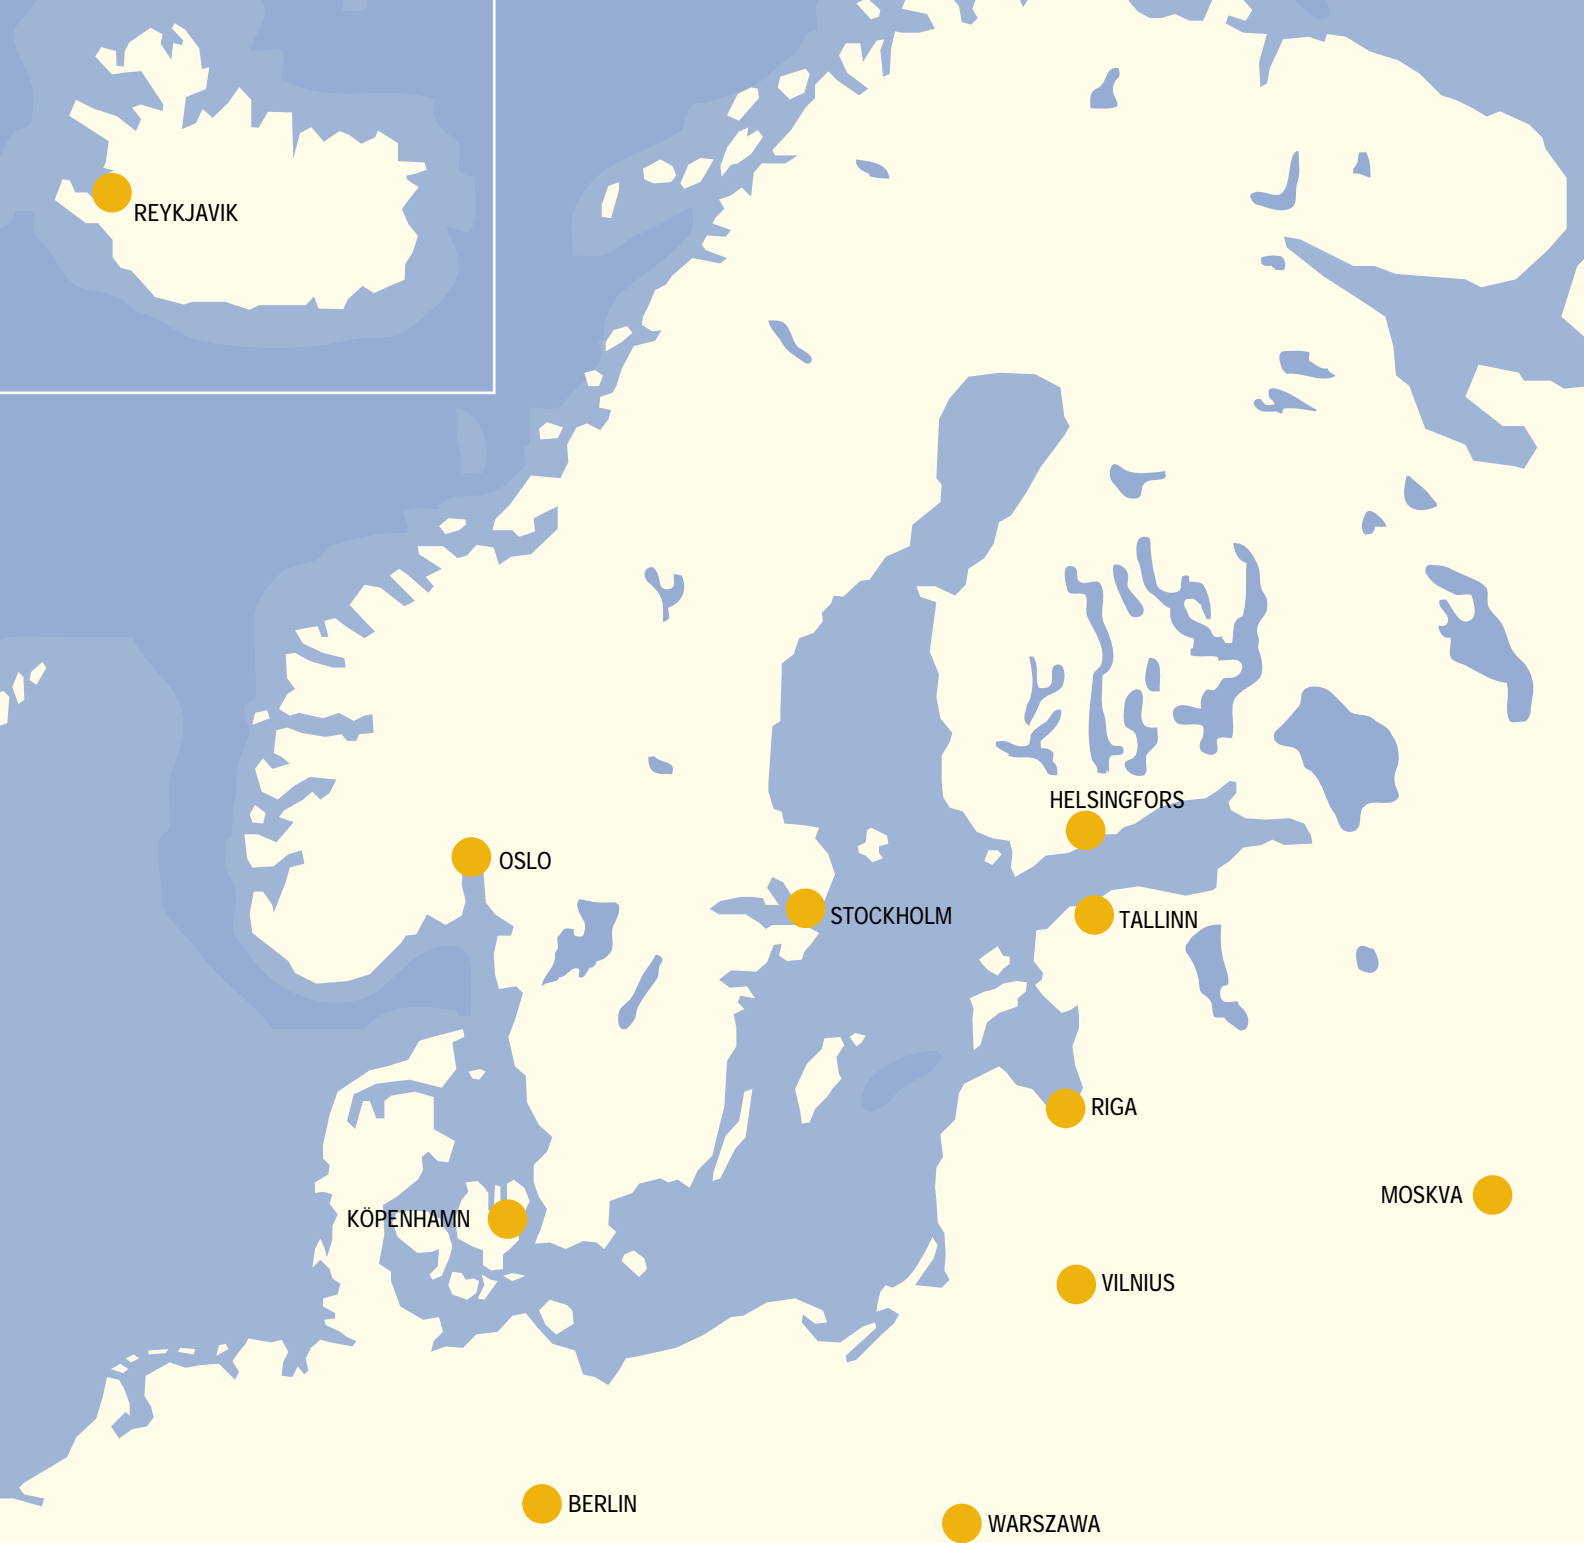 REYKJAVIK
HELSINGFORS
OSLO
STOCKHOLM
TALLINN
RIGA
MOSKVA
KÖPENHAMN
VILNIUS
BERLIN
WARSZAWA